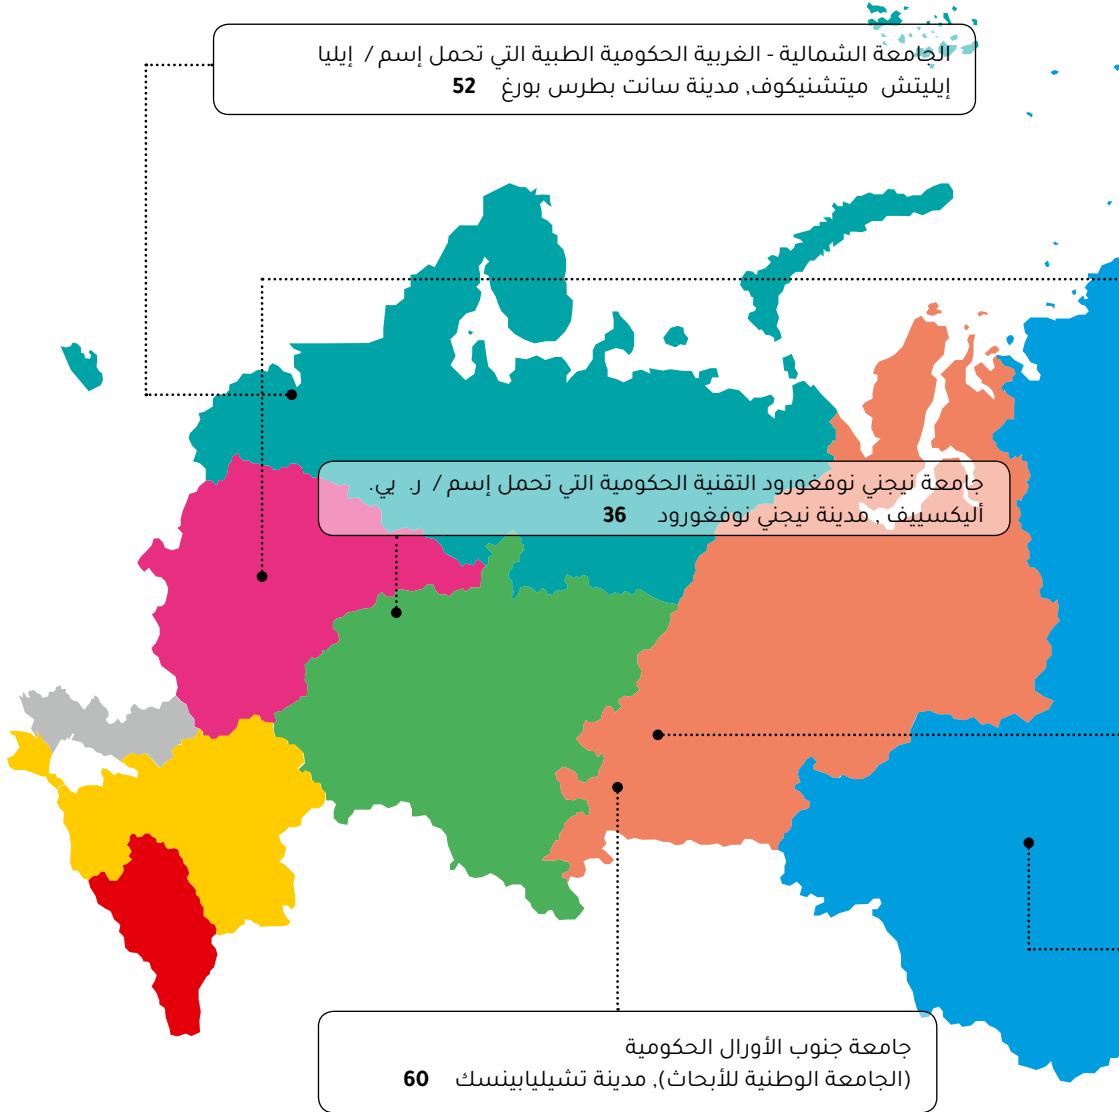 الجامعة الشمالية - الغربية الحكومية الطبية التي تحمل إسم / إيليا
إيليتش ميتشنيكوف, مدينة سانت بطرس بورغ 52
جامعة نيجني نوفغورود التقنية الحكومية التي تحمل إسم / ر. يي.
أليكسييف , مدينة نيجني نوفغورود 36
جامعة جنوب الأورال الحكومية
(الجامعة الوطنية للأبحاث), مدينة تشيليابينسك 60